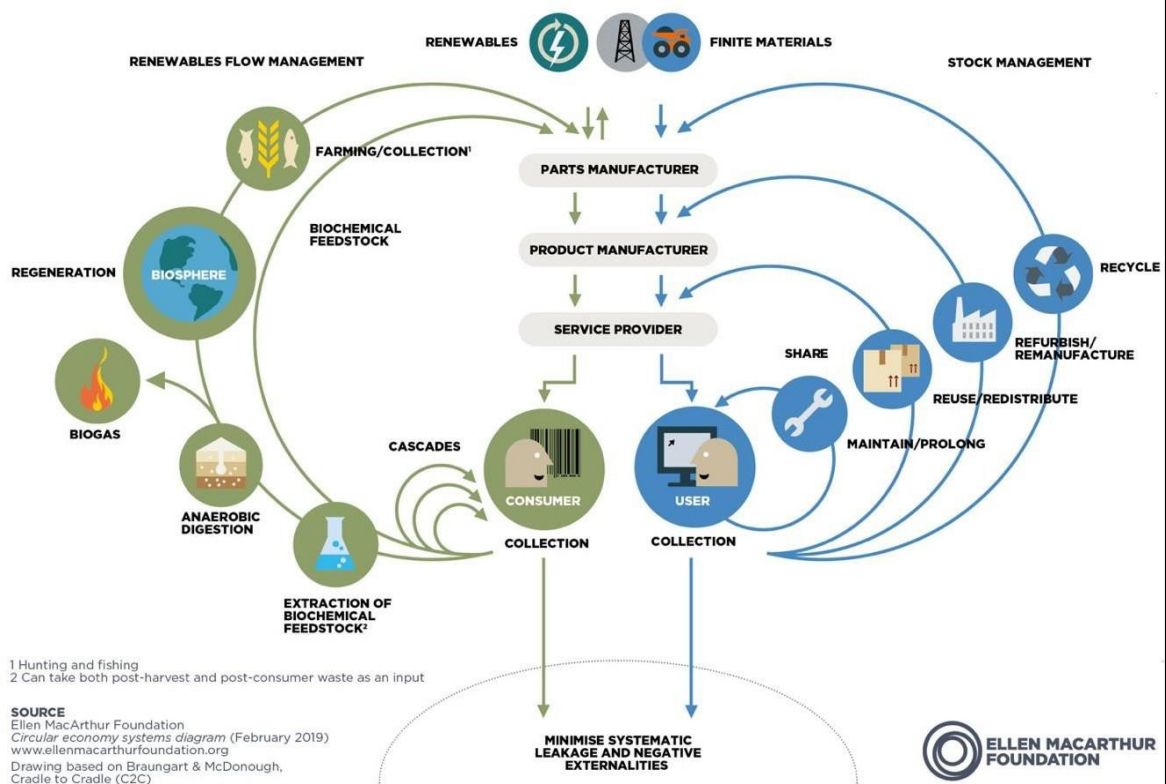 RENEWABLES
FINITE MATERIALS
RENEWABLES FLOW MANAGEMENT
STOCK MANAGEMENT
FARMING/COLLECTION¹
PARTS MANUFACTURER
BIOCHEMICAL
FEEDSTOCK
PRODUCT MANUFACTURER
REGENERATION
BIOSPHERE
RECYCLE
SERVICE PROVIDER
SHARE
REFURBISH/
REMANUFACTURE
REUSE/REDISTRIBUTE
BIOGAS
CASCADES
MAINTAIN/PROLONG
CONSUMER
USER
ANAEROBIC
DIGESTION
COLLECTION
COLLECTION
EXTRACTION OF
BIOCHEMICAL
FEEDSTOCK²
1 Hunting and fishing
2 Can take both post-harvest and post-consumer waste as an input
SOURCE
Ellen MacArthur Foundation
Circular economy systems diagram (February 2019)
www.ellenmacarthurfoundation.org
Drawing based on Braungart & McDonough,
Cradle to Cradle (C2C)
MINIMISE SYSTEMATIC
LEAKAGE AND NEGATIVE
EXTERNALITIES
ELLEN MACARTHUR
FOUNDATION